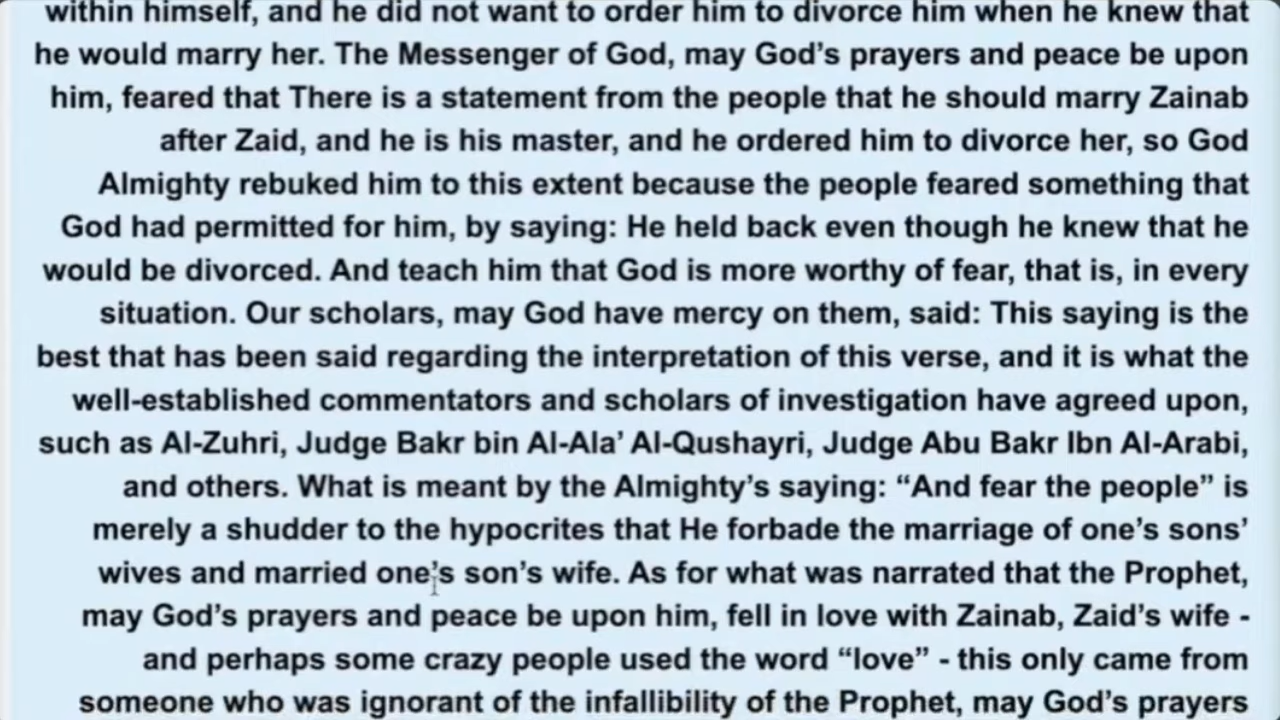 within himself, and he did not want to order him to divorce him when he knew that
he would marry her. The Messenger of God, may God’s prayers and peace be upon
him, feared that There is a statement from the people that he should marry Zainab
after Zaid, and he is his master, and he ordered him to divorce her, so God
Almighty rebuked him to this extent because the people feared something that
God had permitted for him, by saying: He held back even though he knew that he
would be divorced. And teach him that God is more worthy of fear, that is, in every
situation. Our scholars, may God have mercy on them, said: This saying is the
best that has been said regarding the interpretation of this verse, and it is what the
well-established commentators and scholars of investigation have agreed upon,
such as Al-Zuhri, Judge Bakr bin Al-Ala’ Al-Qushayri, Judge Abu Bakr Ibn Al-Arabi,
and others. What is meant by the Almighty’s saying: “And fear the people” is
merely a shudder to the hypocrites that He forbade the marriage of one’s sons’
wives and married one’s son’s wife. As for what was narrated that the Prophet,
may God’s prayers and peace be upon him, fell in love with Zainab, Zaid’s wife -
and perhaps some crazy people used the word “love” - this only came from
someone who was ignorant of the infallibility of the Prophet, may God’s prayers